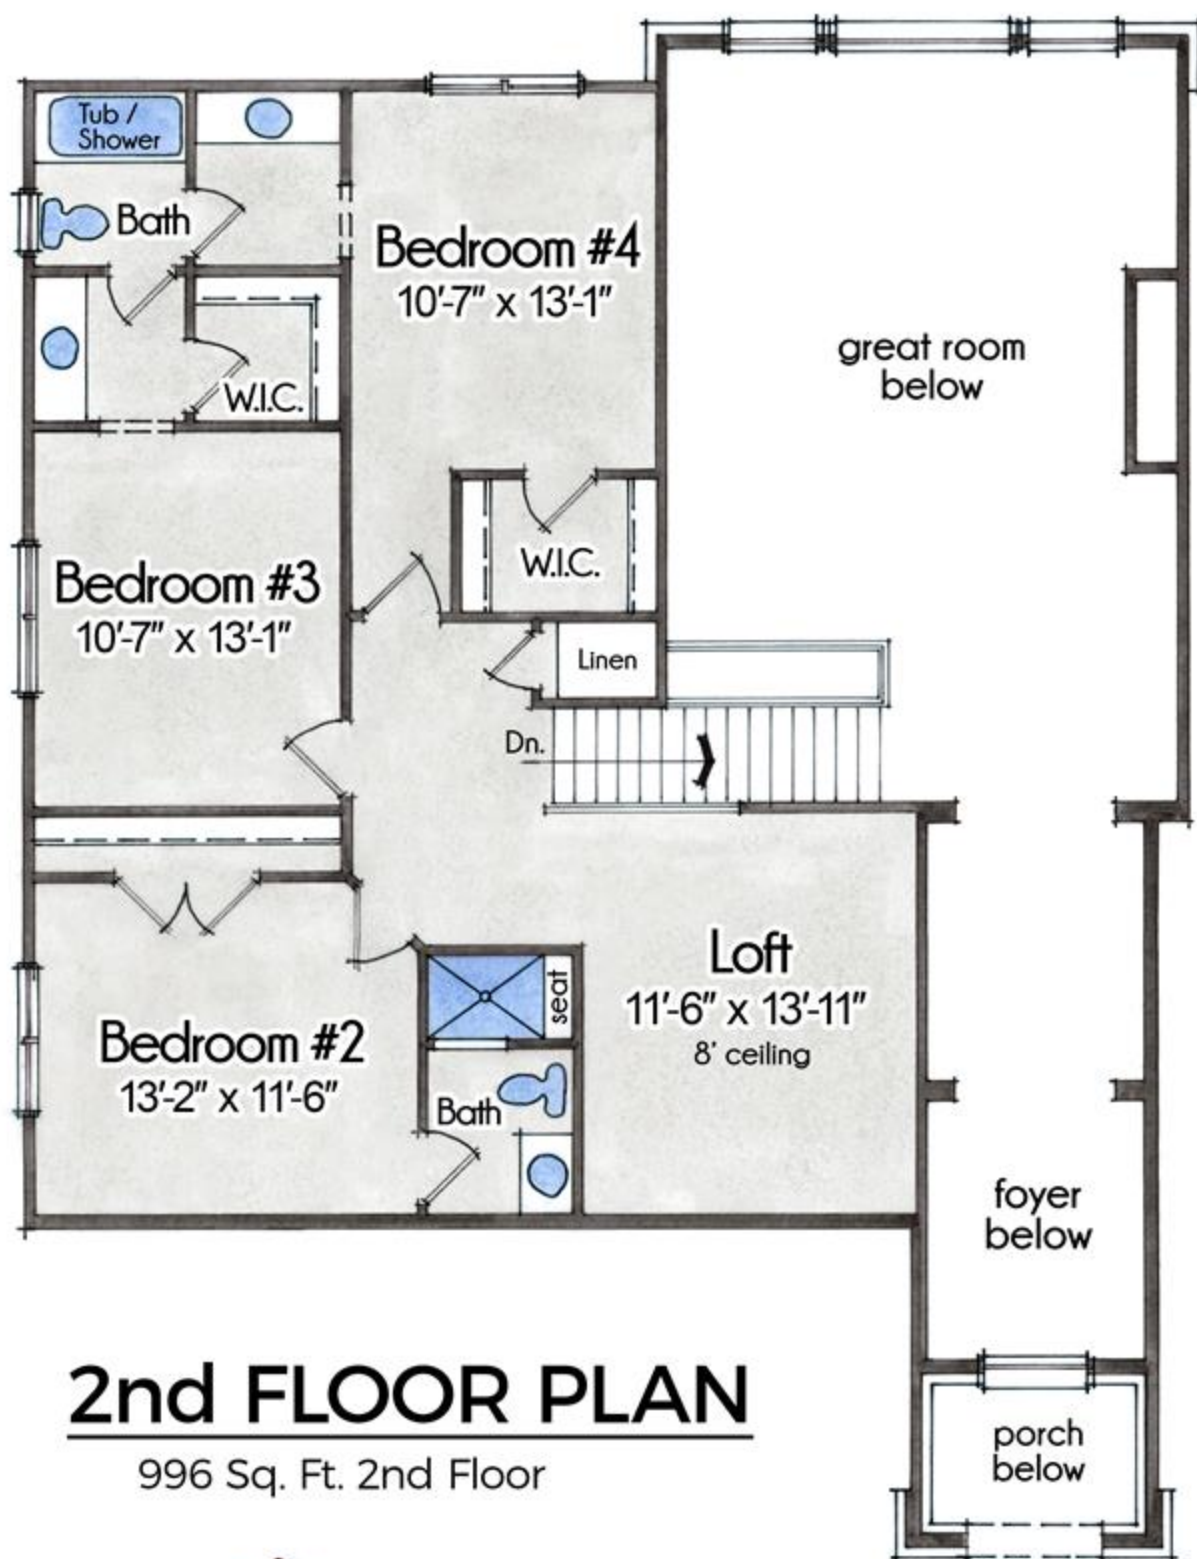 Tub /
Shower
Bath
Bedroom #4
10'-7" x 13'-1"
great room
below
W.I.C.
Bedroom #3
10'-7" x 13'-1"
W.I.C.
Linen
Dn.
Loft
11'-6" x 13'-11"
8' ceiling
seat
Bedroom #2
13'-2" x 11'-6"
Bath
foyer
below
2nd FLOOR PLAN
996 Sq. Ft. 2nd Floor
porch
below